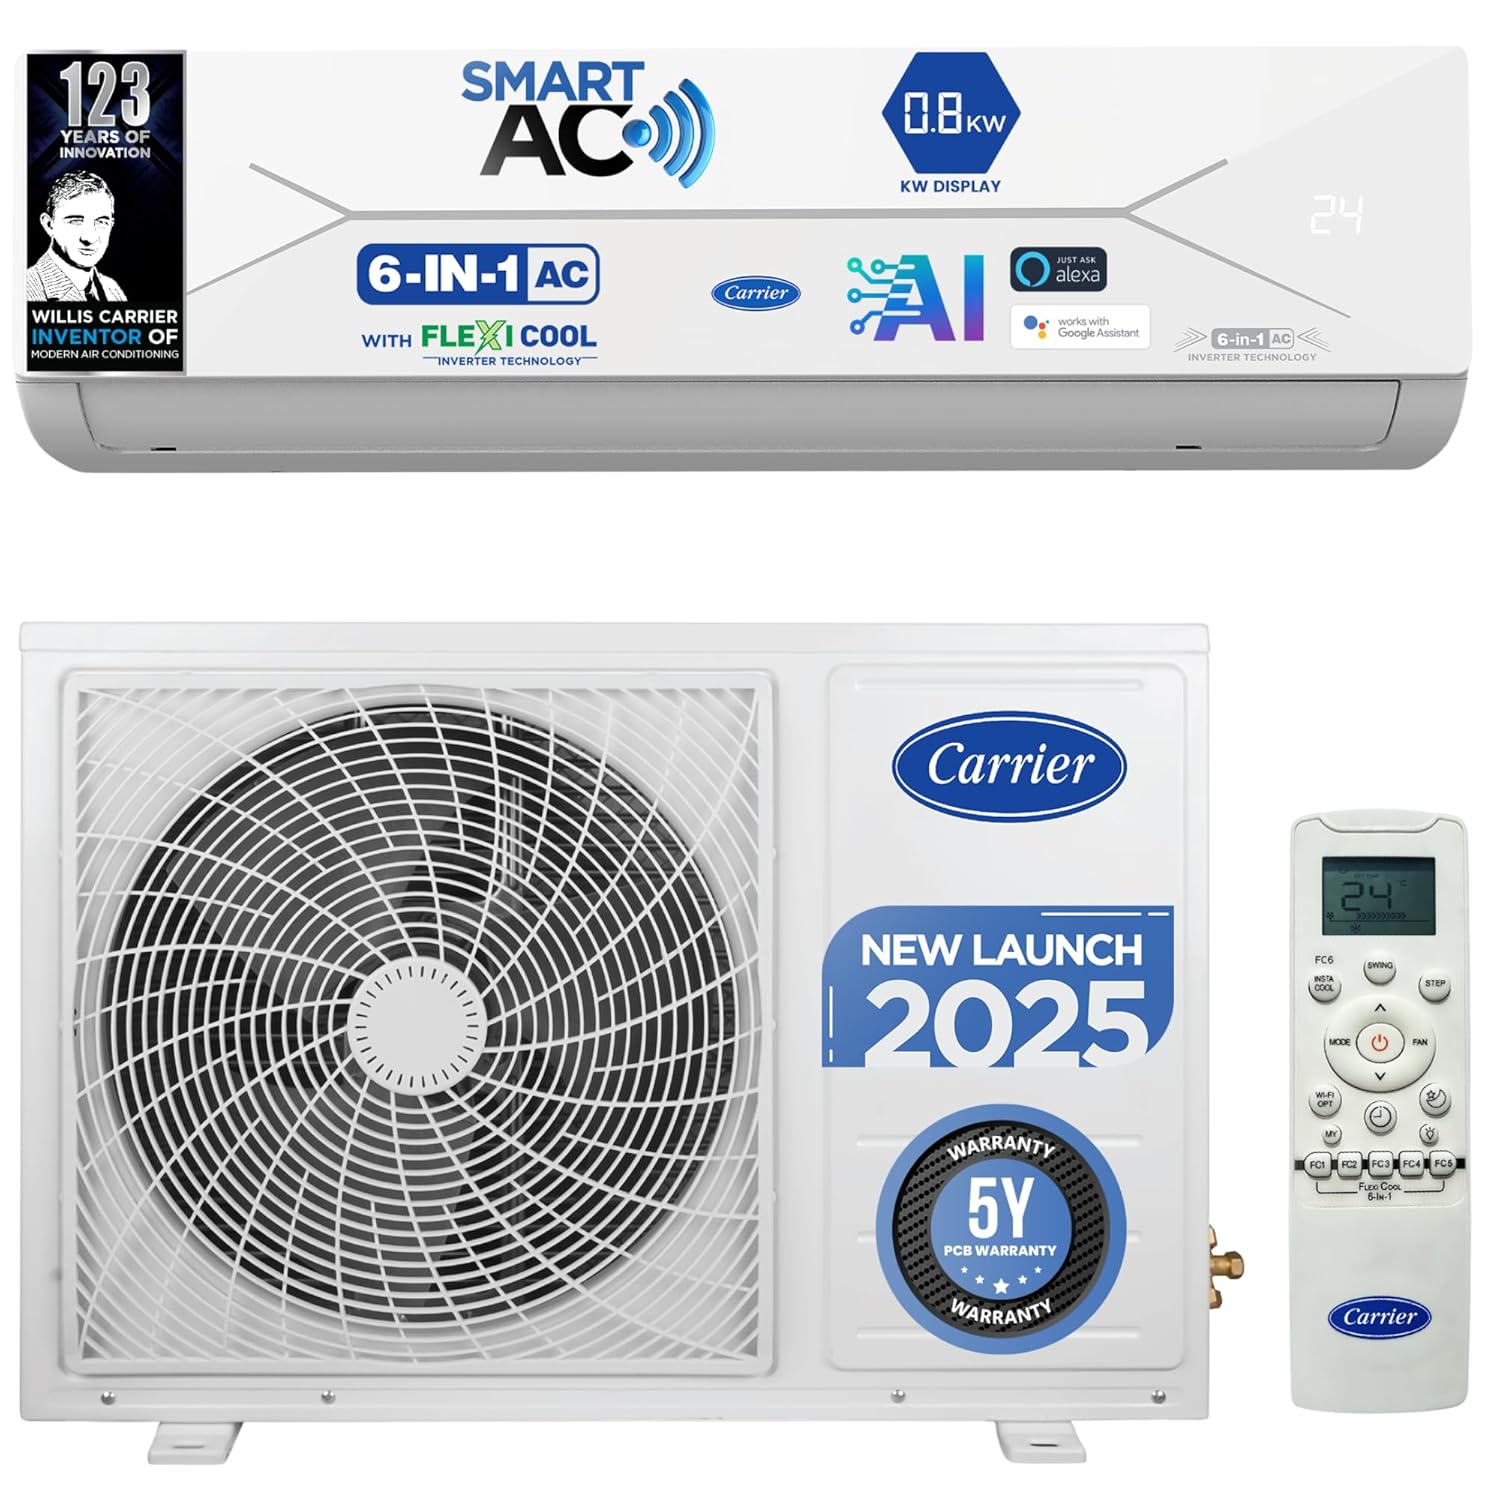 123
YEARS OF
INNOVATION
WILLIS CARRIER
INVENTOR OF
MODERN AIR CONDITIONING
SMART
AC
0.8KW
KW DISPLAY
24
6-IN-1 AC
WITH FLEXI COOL
INVERTER TECHNOLOGY
Carrier
AI
JUST ASK
alexa
works with
Google Assistant
6-in-1 AC
INVERTER TECHNOLOGY
Carrier
NEW LAUNCH
2025
WARRANTY
5Y
PCB WARRANTY
WARRANTY
24°C
FC6
INSTA
COOL
SWING
STEP
MODE
FAN
WI-FI
OPT
MY
FC1 FC2 FC3 FC4 FC5
FLEXI COOL
6-IN-1
Carrier